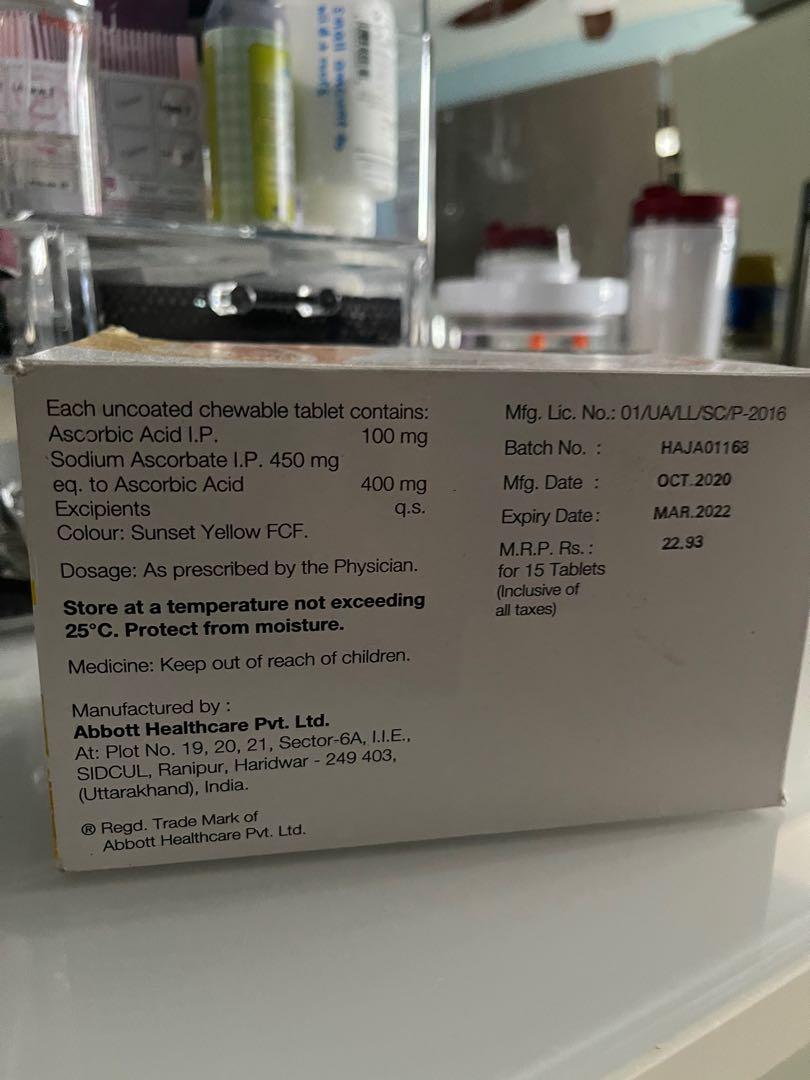 Each uncoated chewable tablet contains:
Ascorbic Acid I.P. 100 mg
Sodium Ascorbate I.P. 450 mg
eq. to Ascorbic Acid 400 mg
Excipients q.s.
Colour: Sunset Yellow FCF.
Dosage: As prescribed by the Physician.
Store at a temperature not exceeding
25°C. Protect from moisture.
Medicine: Keep out of reach of children.
Manufactured by :
Abbott Healthcare Pvt. Ltd.
At: Plot No. 19, 20, 21, Sector-6A, I.I.E.,
SIDCUL, Ranipur, Haridwar - 249 403,
(Uttarakhand), India.
® Regd. Trade Mark of
Abbott Healthcare Pvt. Ltd.
Mfg. Lic. No.: 01/UA/LL/SC/P-2016
Batch No. : HAJA01168
Mfg. Date : OCT.2020
Expiry Date: MAR.2022
M.R.P. Rs.: 22.93
for 15 Tablets
(Inclusive of
all taxes)